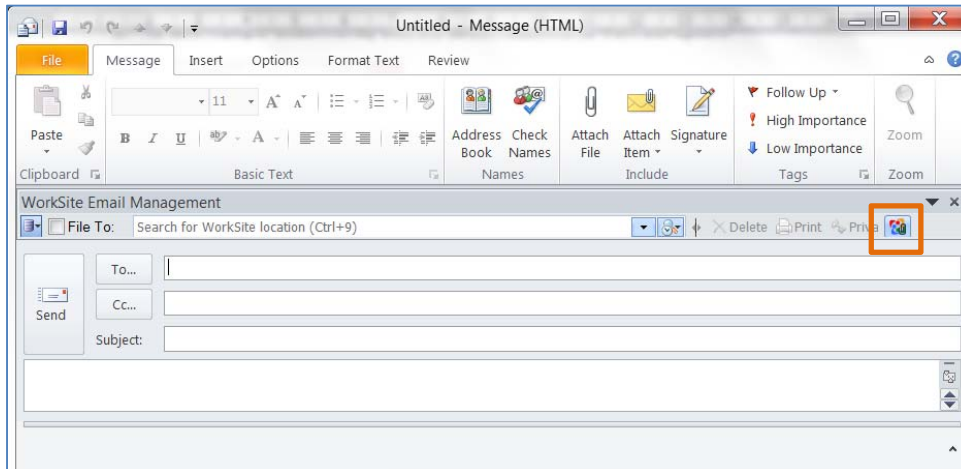 Untitled - Message (HTML)
File Message Insert Options Format Text Review
11
Paste
B I U
A
Address Book
Check Names
Attach File
Attach Item
Signature
Follow Up
High Importance
Low Importance
Zoom
Clipboard Basic Text Names Include Tags Zoom
WorkSite Email Management
File To: Search for WorkSite location (Ctrl+9) Delete Print Priva
To...
Send
Cc...
Subject: